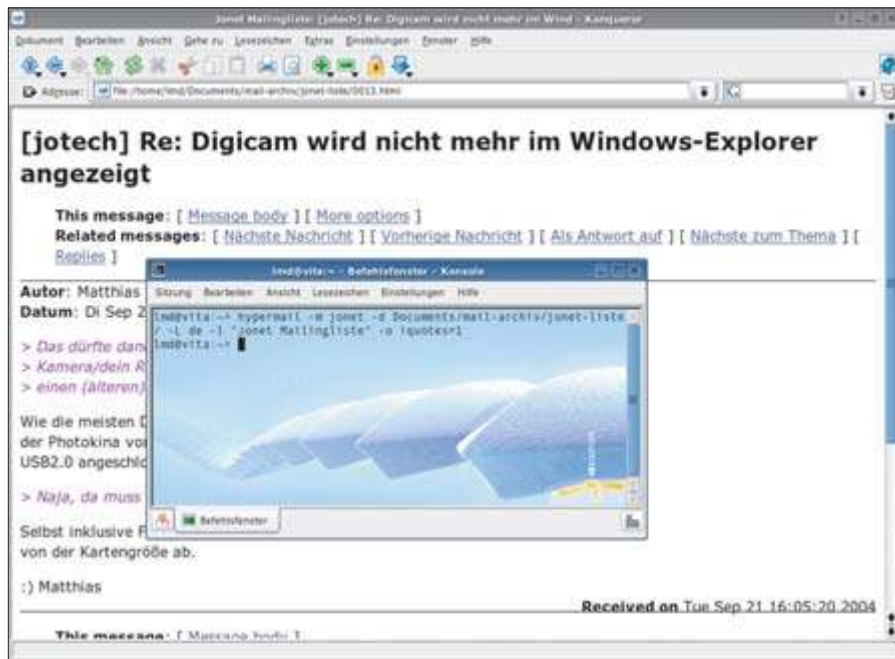 Jonet Mailingliste: [jotech] Re: Digicam wird nicht mehr im Wind - Konqueror
Dokument Bearbeiten Ansicht Gehe zu Lesezeichen Extras Einstellungen Fenster Hilfe
Adresse: file:/home/lmd/Documents/mail-archiv/jonet-liste/0013.html
[jotech] Re: Digicam wird nicht mehr im Windows-Explorer
angezeigt
This message: [ Message body ] [ More options ]
Related messages: [ Nächste Nachricht ] [ Vorherige Nachricht ] [ Als Antwort auf ] [ Nächste zum Thema ] [
Replies ]
lmd@vita:~ - Befehlsfenster - Konsole
Sitzung Bearbeiten Ansicht Lesezeichen Einstellungen Hilfe
lmd@vita:~> hypermail -m jonet -d Documents/mail-archiv/jonet-liste
/ -L de -l "jonet Mailingliste" -o iquotes=1
lmd@vita:~>
Befehlsfenster
Autor: Matthias
Datum: Di Sep 2
> Das dürfte dan
> Kamera/dein R
> einen (älteren)
Wie die meisten D
der Photokina vor
USB2.0 angeschlo
> Naja, da muss
Selbst inklusive F
von der Kartengröße ab.
:) Matthias
Received on Tue Sep 21 16:05:20 2004
This message: [ Message body ]